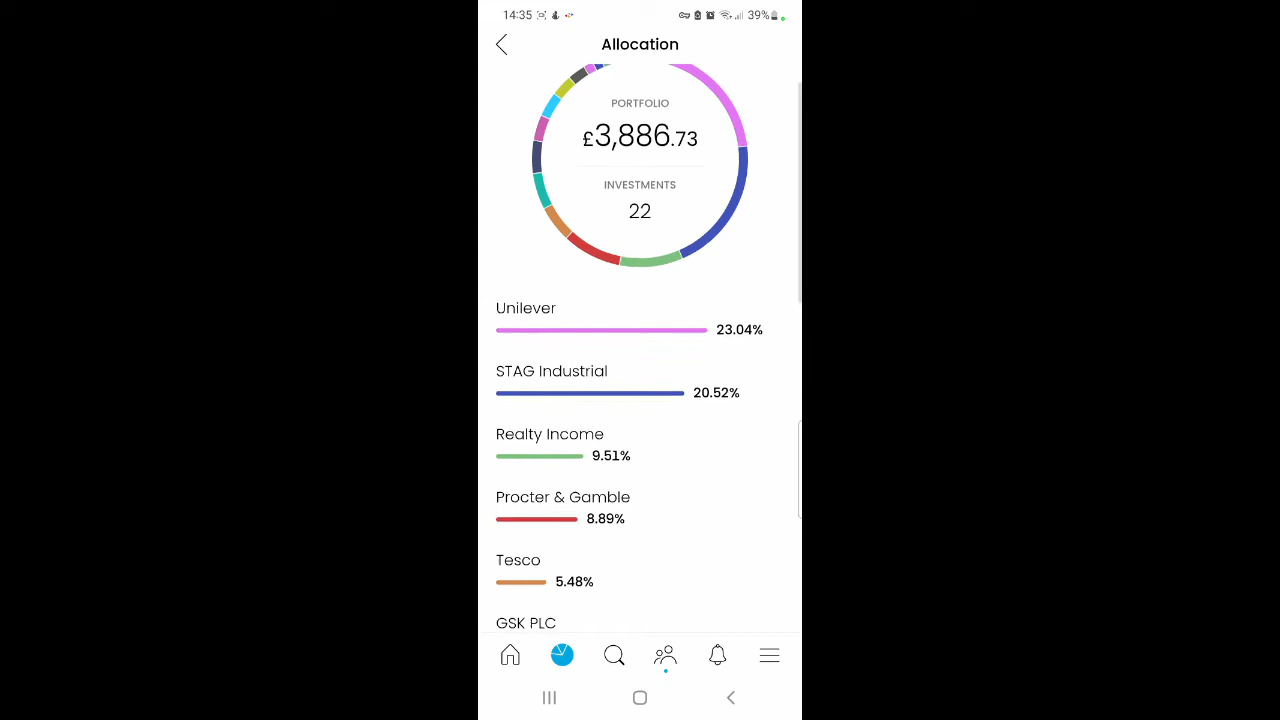 14:35 39%
Allocation
PORTFOLIO
£3,886.73
INVESTMENTS
22
Unilever
23.04%
STAG Industrial
20.52%
Realty Income
9.51%
Procter & Gamble
8.89%
Tesco
5.48%
GSK PLC